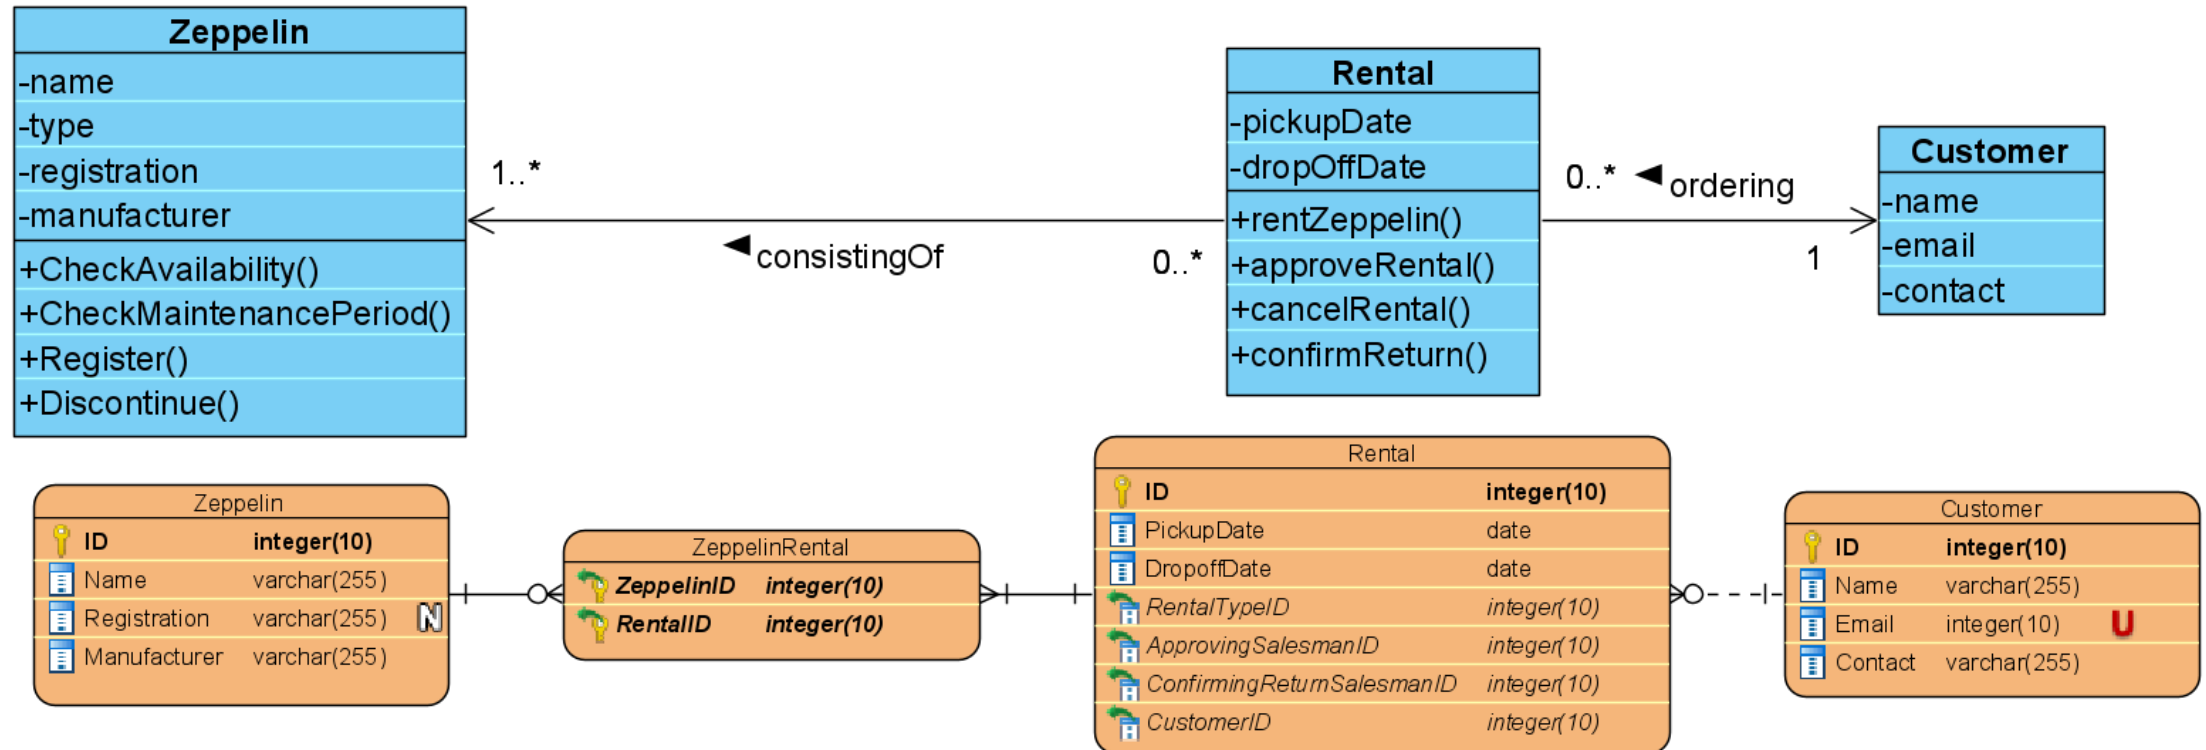 Zeppelin
-name
-type
-registration
-manufacturer
+CheckAvailability()
+CheckMaintenancePeriod()
+Register()
+Discontinue()
1..*
◄ consistingOf
0..*
Rental
-pickupDate
-dropOffDate
+rentZeppelin()
+approveRental()
+cancelRental()
+confirmReturn()
0..* ◄ ordering
1
Customer
-name
-email
-contact
Zeppelin
ID integer(10)
Name varchar(255)
Registration varchar(255) N
Manufacturer varchar(255)
ZeppelinRental
ZeppelinID integer(10)
RentalID integer(10)
Rental
ID integer(10)
PickupDate date
DropoffDate date
RentalTypeID integer(10)
ApprovingSalesmanID integer(10)
ConfirmingReturnSalesmanID integer(10)
CustomerID integer(10)
Customer
ID integer(10)
Name varchar(255)
Email integer(10) U
Contact varchar(255)